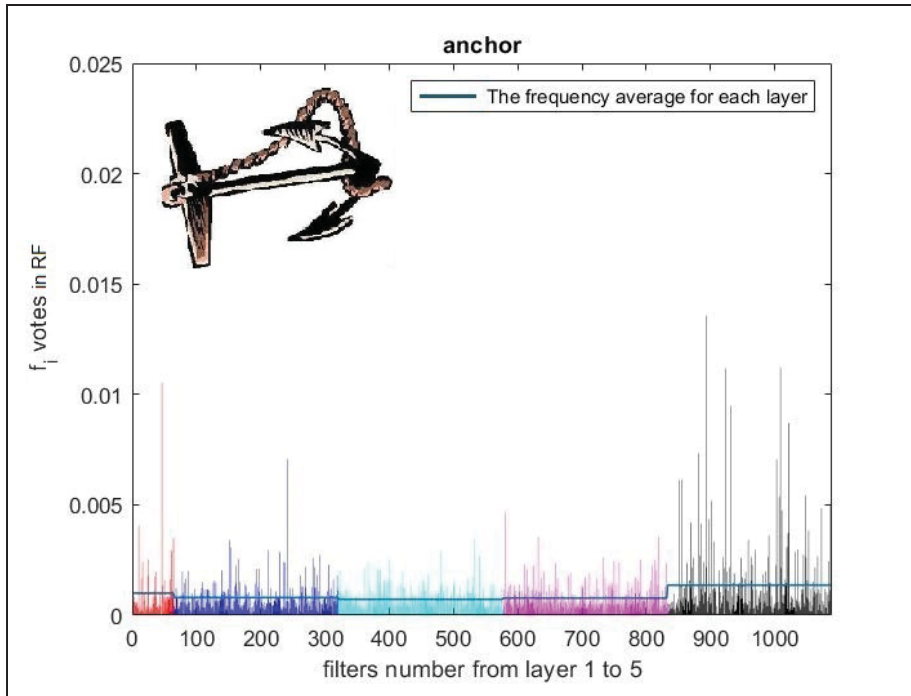 anchor
The frequency average for each layer
0.025
0.02
0.015
0.01
0.005
0
f_i votes in RF
0 100 200 300 400 500 600 700 800 900 1000
filters number from layer 1 to 5